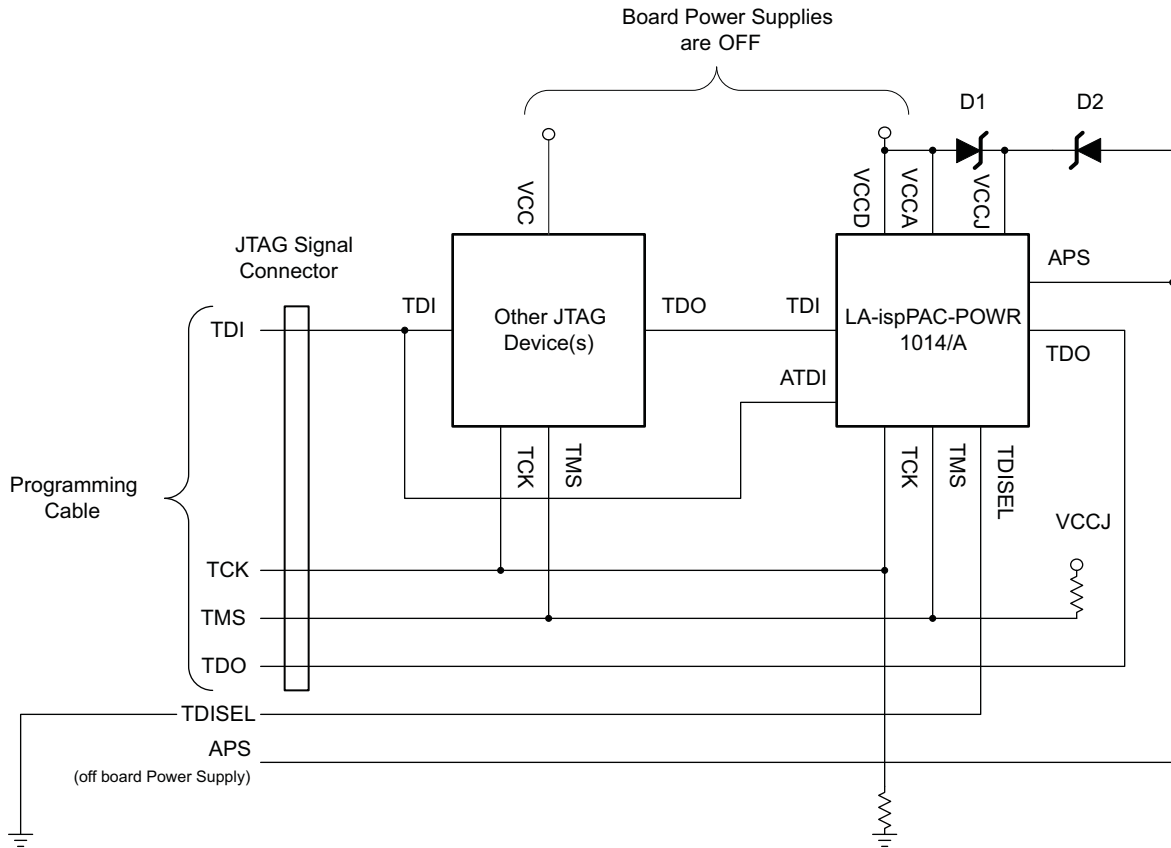 Board Power Supplies
are OFF
D1
D2
VCC
VCCD
VCCA
VCCJ
JTAG Signal
Connector
APS
TDI
TDI
TDO
TDI
Other JTAG
Device(s)
LA-ispPAC-POWR
1014/A
TDO
ATDI
TCK
TMS
TCK
TMS
TDISEL
Programming
Cable
VCCJ
TCK
TMS
TDO
TDISEL
APS
(off board Power Supply)